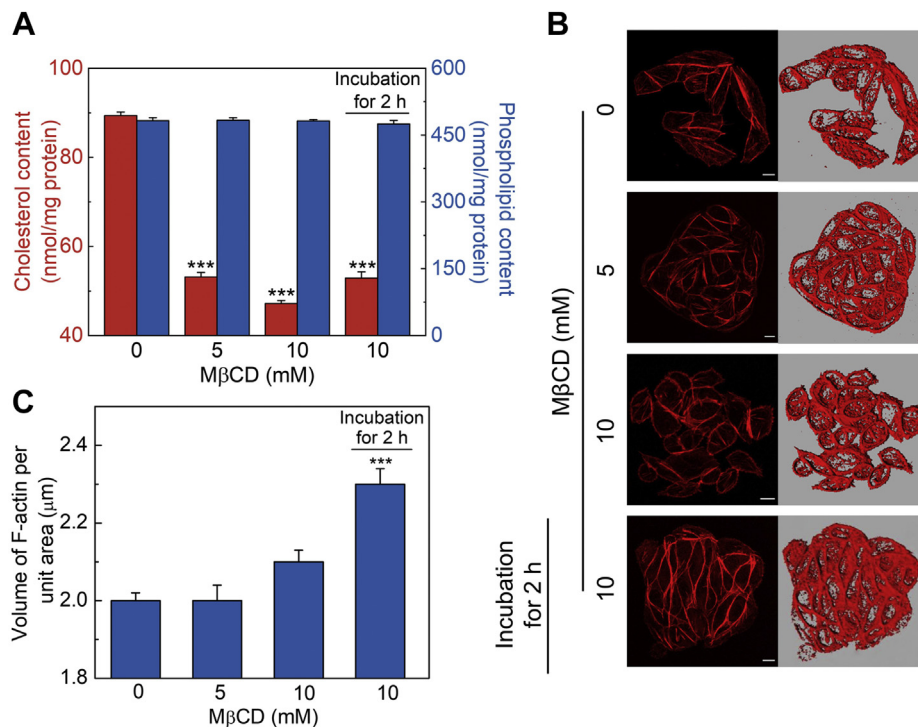 A
Incubation
for 2 h
100
80
60
40
Cholesterol content
(nmol/mg protein)
600
450
300
150
0
Phospholipid content
(nmol/mg protein)
***
***
***
0 5 10 10
MβCD (mM)
B
0
5
10
10
MβCD (mM)
Incubation
for 2 h
C
Incubation
for 2 h
***
2.4
2.2
2.0
1.8
Volume of F-actin per
unit area (μm)
0 5 10 10
MβCD (mM)